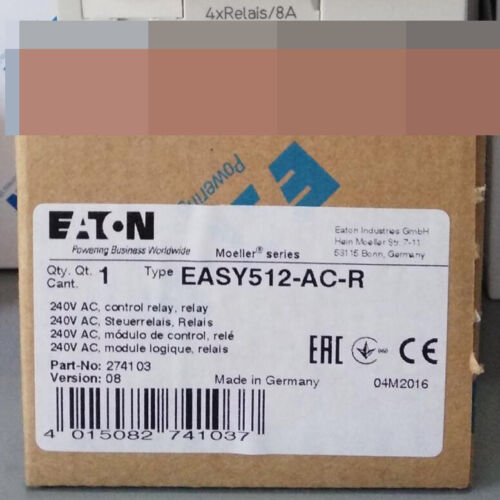 4xRelais/8A
Powering
EATON
Powering Business Worldwide
Moeller® series
Eaton Industries GmbH
Hein Moeller Str. 7-11
53115 Bonn, Germany
Qty. Qt. 1 Type EASY512-AC-R
Cant.
240V AC, control relay, relay
240V AC, Steuerrelais, Relais
240V AC, módulo de control, relé
240V AC, module logique, relais
Part-No: 274103
Version: 08
Made in Germany
EAC
CE
04M2016
4 015082 741037